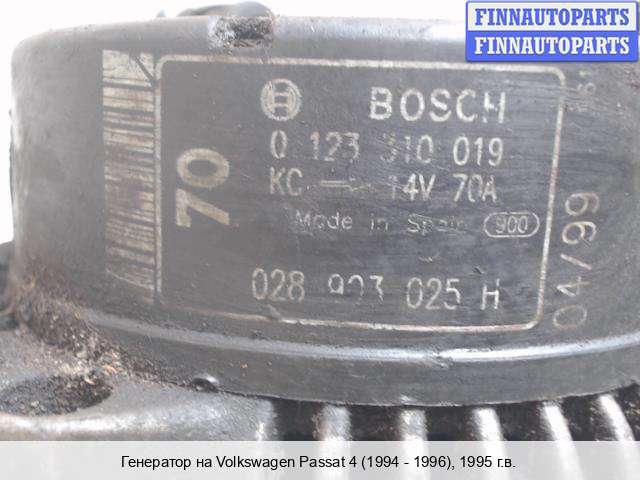 FINNAUTOPARTS
FINNAUTOPARTS
BOSCH
0 123 310 019
KC 14V 70A
Made in Spain 900
028 903 025 H
70
04/99
Генератор на Volkswagen Passat 4 (1994 - 1996), 1995 г.в.